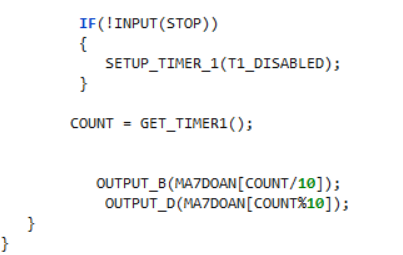 IF(!INPUT(STOP))
{
SETUP_TIMER_1(T1_DISABLED);
}
COUNT = GET_TIMER1();
OUTPUT_B(MA7DOAN[COUNT/10]);
OUTPUT_D(MA7DOAN[COUNT%10]);
}
}